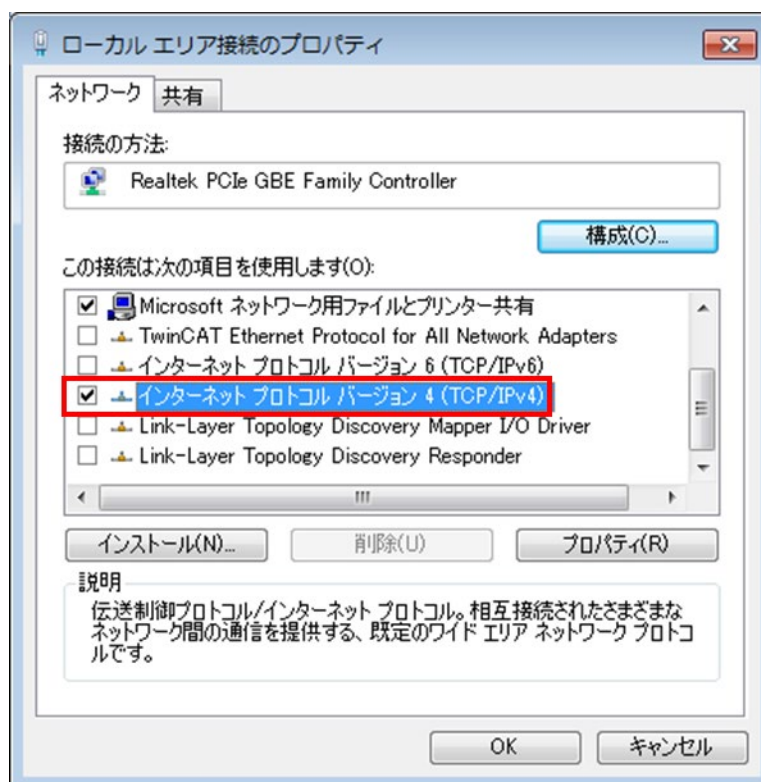 ローカル エリア接続のプロパティ
ネットワーク 共有
接続の方法:
Realtek PCIe GBE Family Controller
構成(C)...
この接続は次の項目を使用します(O):
Microsoft ネットワーク用ファイルとプリンター共有
TwinCAT Ethernet Protocol for All Network Adapters
インターネット プロトコル バージョン 6 (TCP/IPv6)
インターネット プロトコル バージョン 4 (TCP/IPv4)
Link-Layer Topology Discovery Mapper I/O Driver
Link-Layer Topology Discovery Responder
インストール(N)... 削除(U) プロパティ(R)
説明
伝送制御プロトコル/インターネット プロトコル。相互接続されたさまざまな
ネットワーク間の通信を提供する、既定のワイド エリア ネットワーク プロトコ
ルです。
OK キャンセル